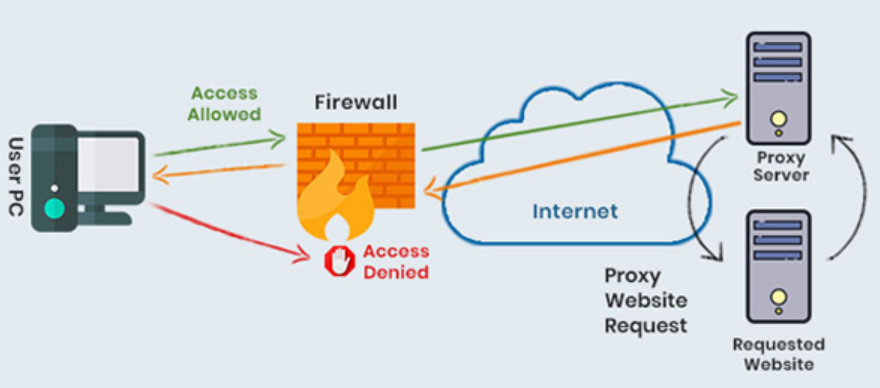 Access
Allowed
Firewall
User PC
Proxy
Server
Internet
Access
Denied
Proxy
Website
Request
Requested
Website